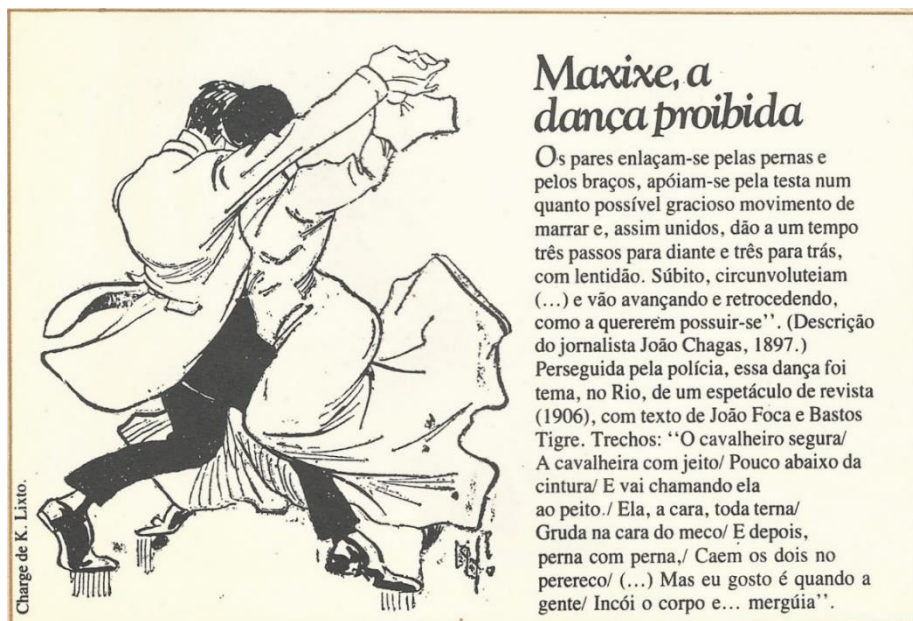 Maxixe, a
dança proibida
Os pares enlaçam-se pelas pernas e
pelos braços, apóiam-se pela testa num
quanto possível gracioso movimento de
marrar e, assim unidos, dão a um tempo
três passos para diante e três para trás,
com lentidão. Súbito, circunvoluteiam
(...) e vão avançando e retrocedendo,
como a quererem possuir-se’’. (Descrição
do jornalista João Chagas, 1897.)
Perseguida pela polícia, essa dança foi
tema, no Rio, de um espetáculo de revista
(1906), com texto de João Foca e Bastos
Tigre. Trechos: ‘‘O cavalheiro segura/
A cavalheira com jeito/ Pouco abaixo da
cintura/ E vai chamando ela
ao peito./ Ela, a cara, toda terna/
Gruda na cara do meco/ E depois,
perna com perna,/ Caem os dois no
perereco/ (...) Mas eu gosto é quando a
gente/ Incói o corpo e... mergúia’’.
Charge de K. Lixto.